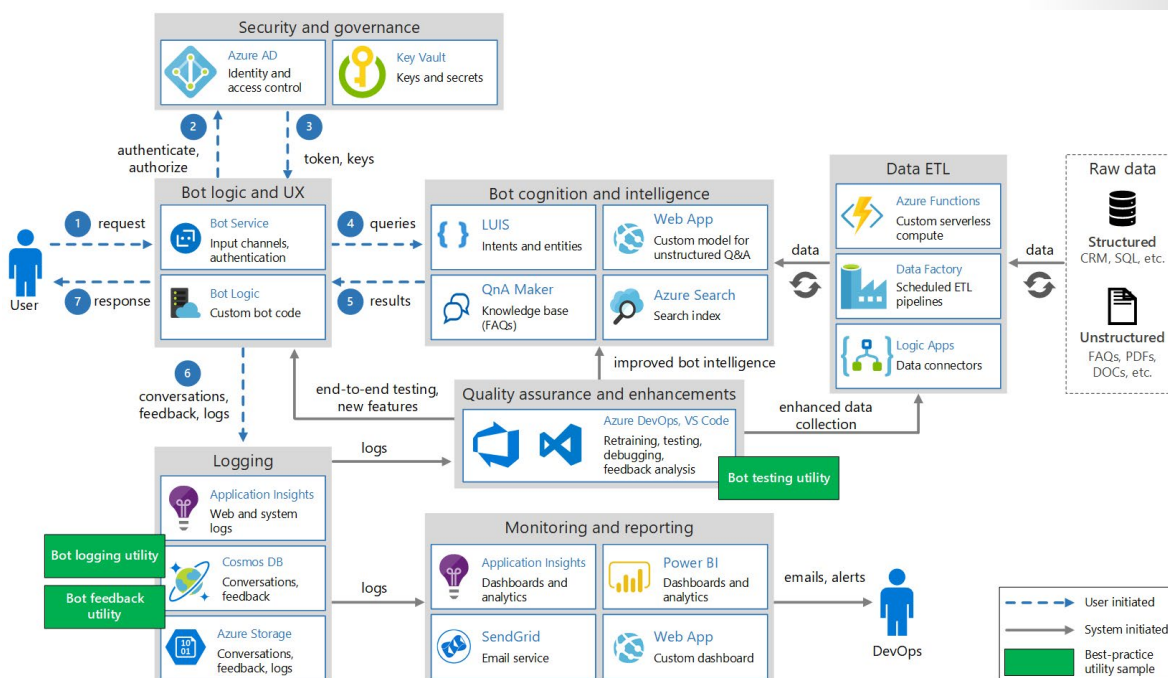 Security and governance
Azure AD
Identity and
access control
Key Vault
Keys and secrets
2
3
authenticate,
authorize
token, keys
Bot logic and UX
Bot Service
Input channels,
authentication
Bot Logic
Custom bot code
1
request
User
7
response
4
queries
5
results
Bot cognition and intelligence
LUIS
Intents and entities
Web App
Custom model for
unstructured Q&A
QnA Maker
Knowledge base
(FAQs)
Azure Search
Search index
Data ETL
Azure Functions
Custom serverless
compute
Data Factory
Scheduled ETL
pipelines
Logic Apps
Data connectors
data
data
Raw data
Structured
CRM, SQL, etc.
Unstructured
FAQs, PDFs,
DOCs, etc.
6
conversations,
feedback, logs
end-to-end testing,
new features
improved bot intelligence
Quality assurance and enhancements
Azure DevOps, VS Code
Retraining, testing,
debugging,
feedback analysis
Bot testing utility
enhanced data
collection
logs
Logging
Application Insights
Web and system
logs
Cosmos DB
Conversations,
feedback
Azure Storage
Conversations,
feedback, logs
10
01
Bot logging utility
Bot feedback
utility
logs
Monitoring and reporting
Application Insights
Dashboards and
analytics
Power BI
Dashboards and
analytics
SendGrid
Email service
Web App
Custom dashboard
emails, alerts
DevOps
User initiated
System initiated
Best-practice
utility sample